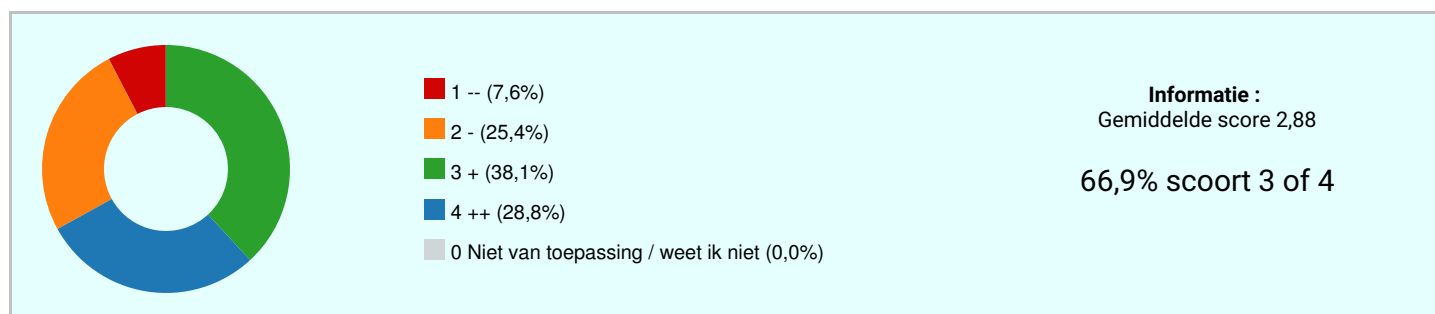 1 -- (7,6%)
2 - (25,4%)
3 + (38,1%)
4 ++ (28,8%)
0 Niet van toepassing / weet ik niet (0,0%)
Informatie :
Gemiddelde score 2,88
66,9% scoort 3 of 4